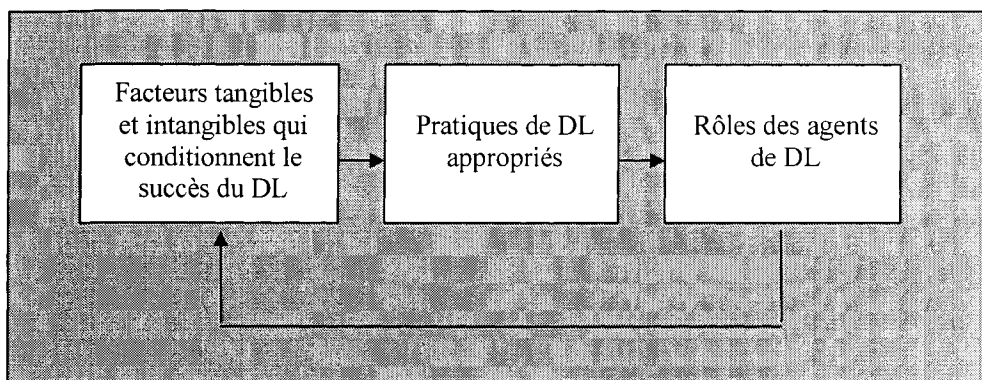 Facteurs tangibles
et intangibles qui
conditionnent le
succès du DL
Pratiques de DL
appropriés
Rôles des agents
de DL